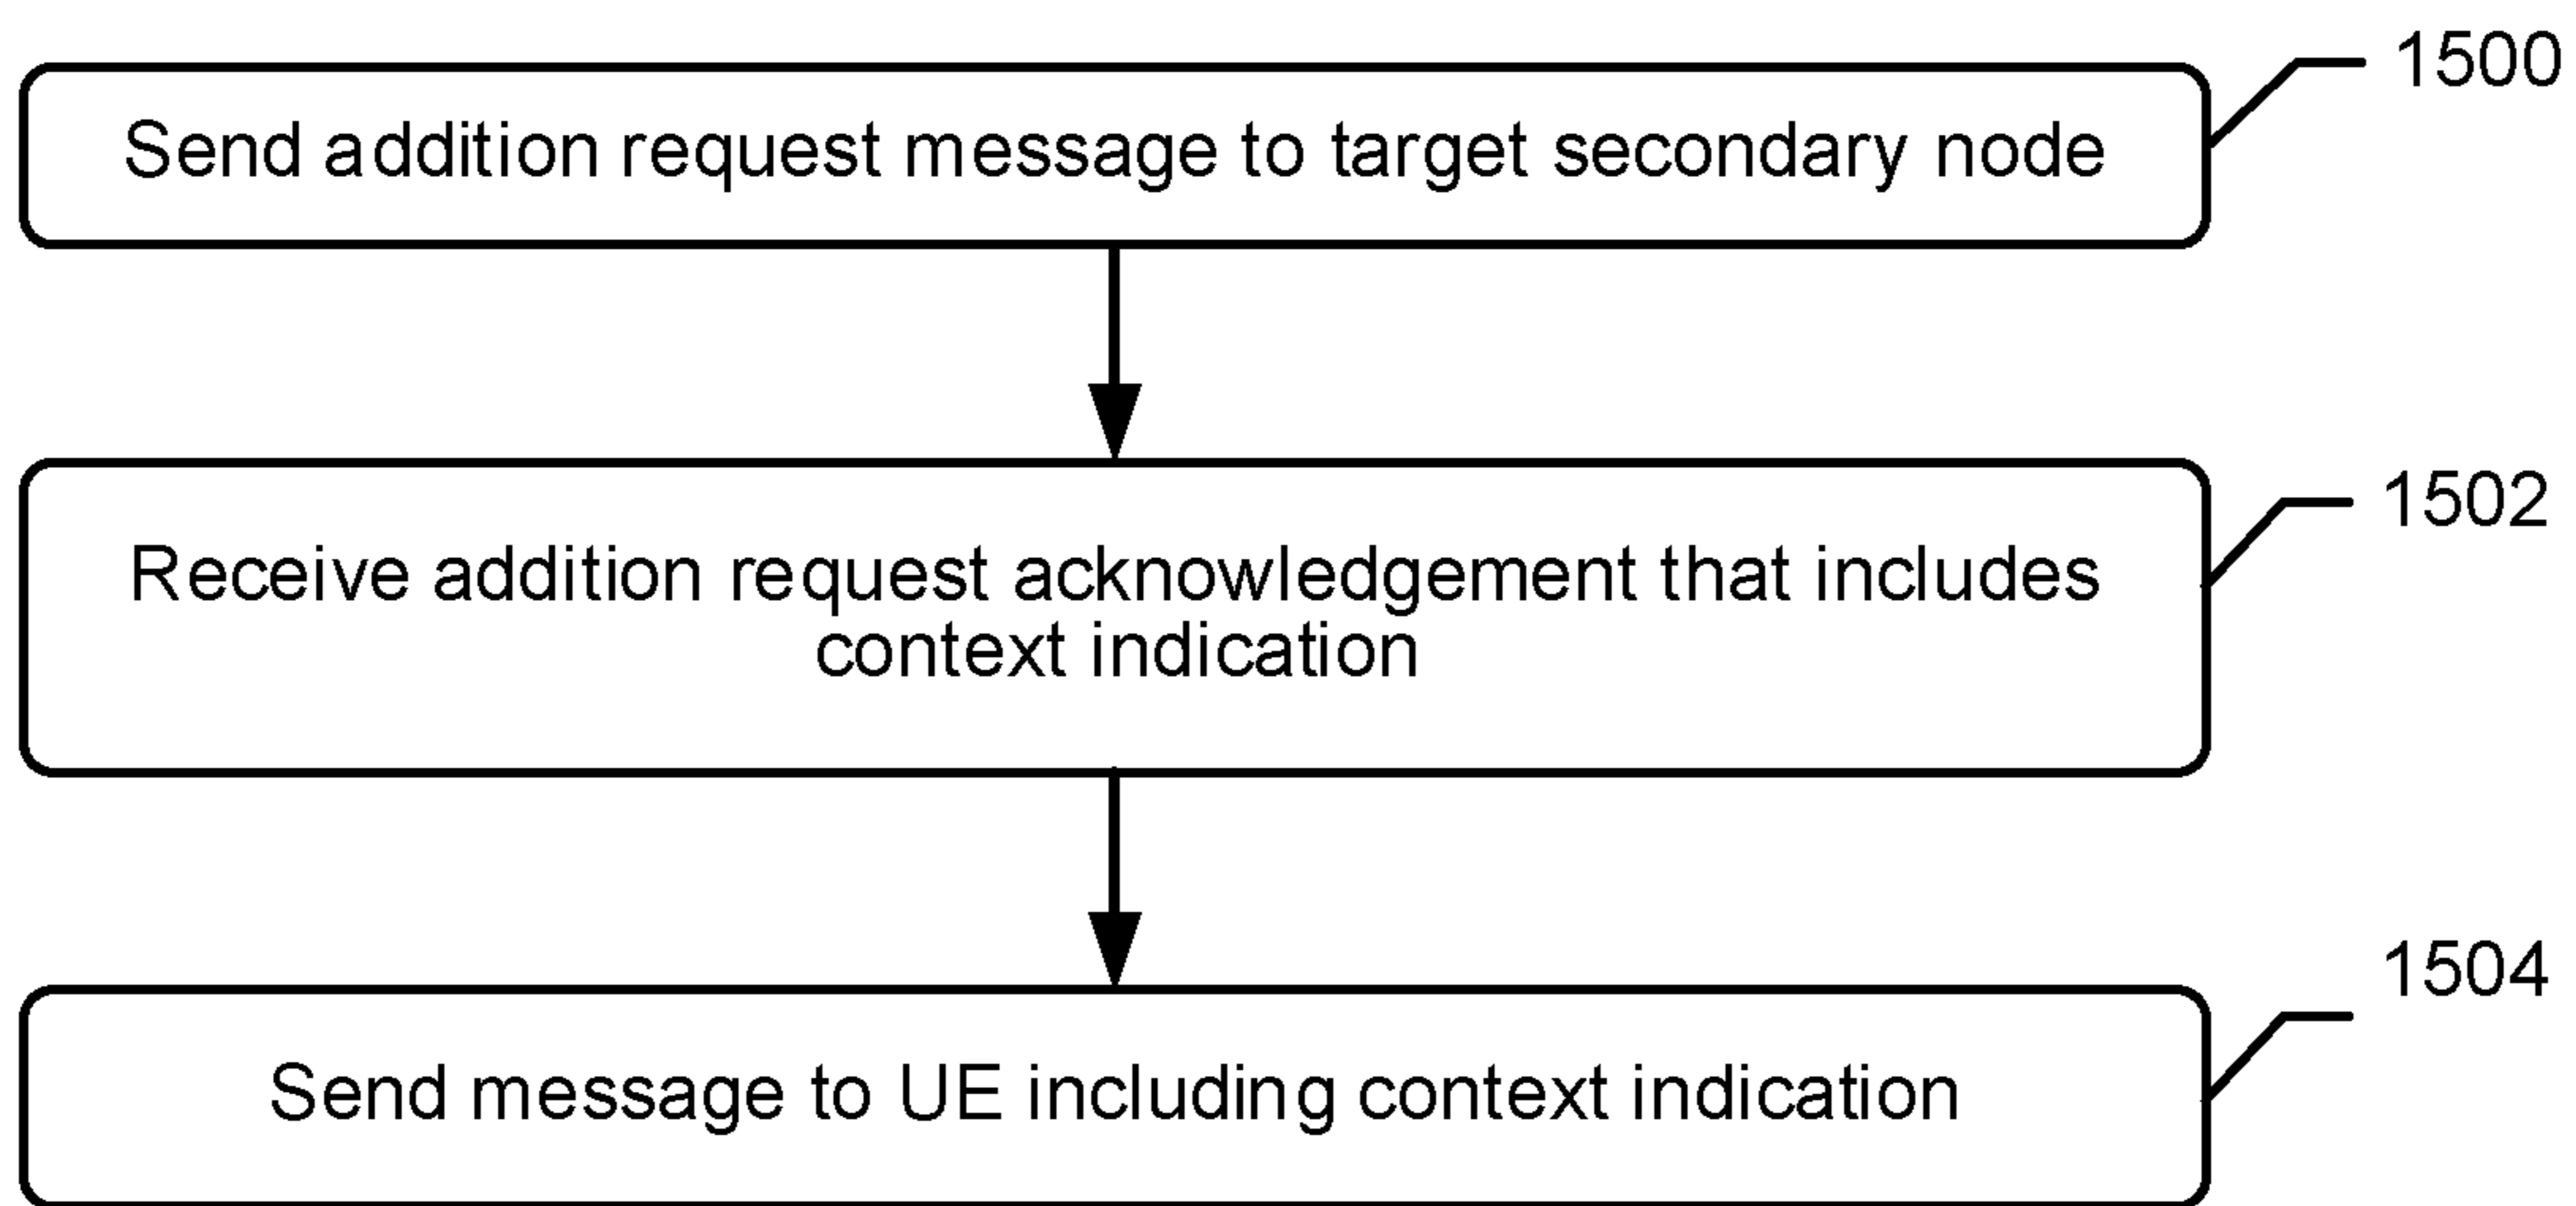 1500
Send addition request message to target secondary node
1502
Receive addition request acknowledgement that includes
context indication
1504
Send message to UE including context indication